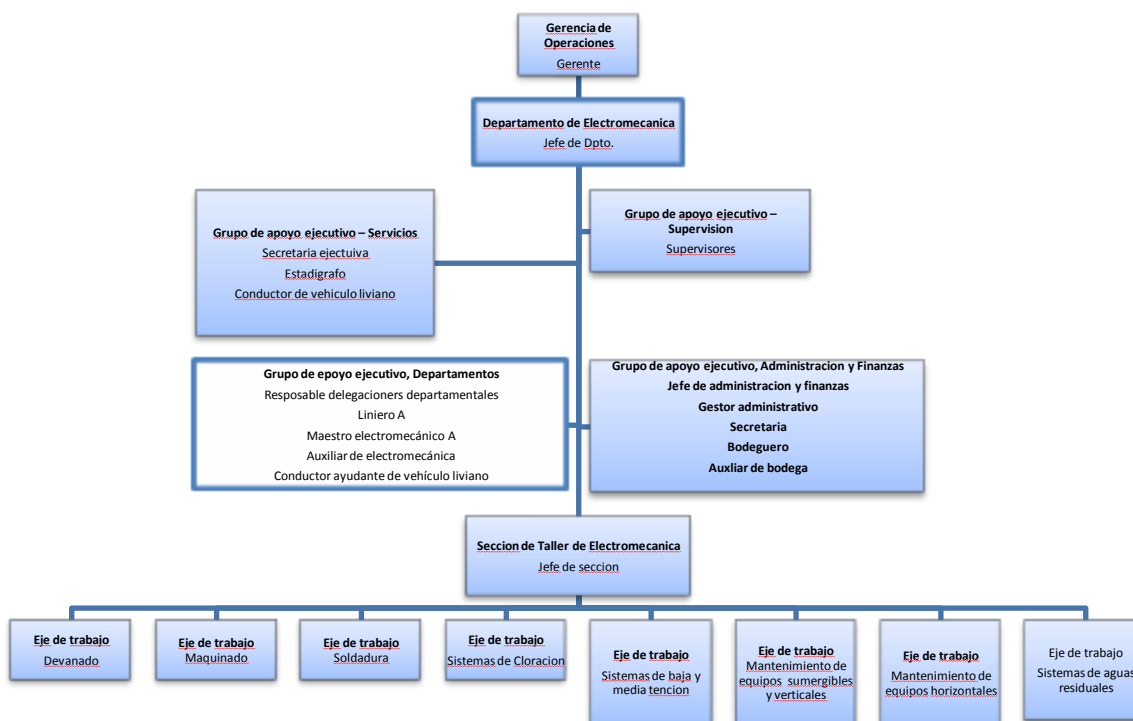 Gerencia de
Operaciones
Gerente
Departamento de Electromecanica
Jefe de Dpto.
Grupo de apoyo ejecutivo –
Supervision
Supervisores
Grupo de apoyo ejecutivo – Servicios
Secretaria ejectuiva
Estadigrafo
Conductor de vehiculo liviano
Grupo de epoyo ejecutivo, Departamentos
Resposable delegacioners departamentales
Liniero A
Maestro electromecánico A
Auxiliar de electromecánica
Conductor ayudante de vehículo liviano
Grupo de apoyo ejecutivo, Administracion y Finanzas
Jefe de administracion y finanzas
Gestor administrativo
Secretaria
Bodeguero
Auxliar de bodega
Seccion de Taller de Electromecanica
Jefe de seccion
Eje de trabajo
Devanado
Eje de trabajo
Maquinado
Eje de trabajo
Soldadura
Eje de trabajo
Sistemas de Cloracion
Eje de trabajo
Sistemas de baja y
media tencion
Eje de trabajo
Mantenimiento de
equipos sumergibles
y verticales
Eje de trabajo
Mantenimiento de
equipos horizontales
Eje de trabajo
Sistemas de aguas
residuales